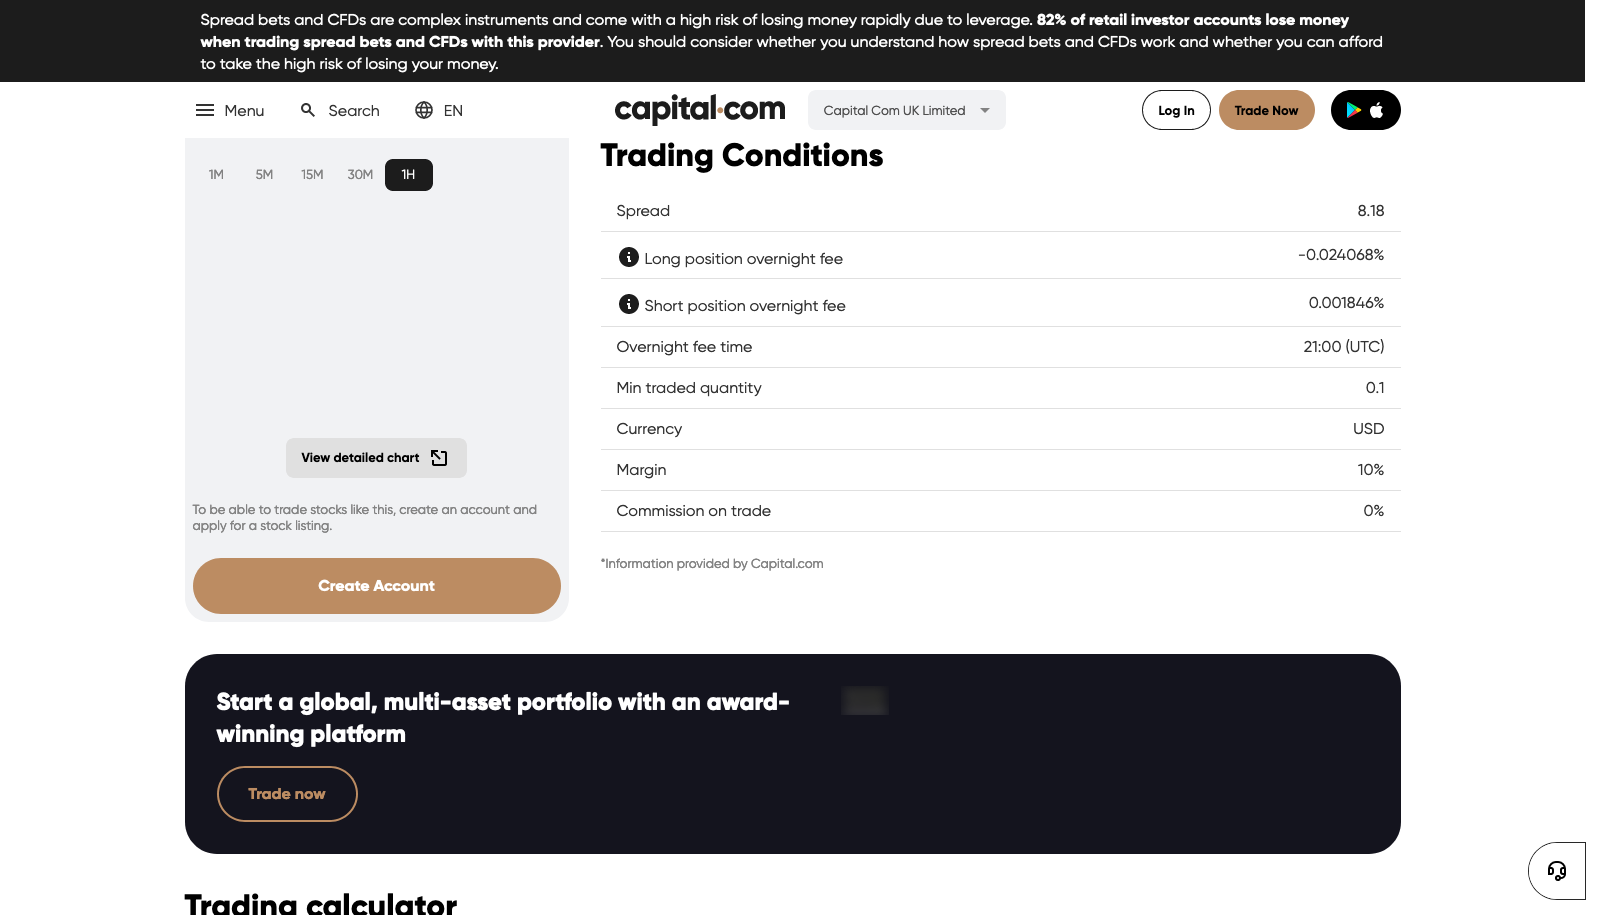 Spread bets and CFDs are complex instruments and come with a high risk of losing money rapidly due to leverage. 82% of retail investor accounts lose money
when trading spread bets and CFDs with this provider. You should consider whether you understand how spread bets and CFDs work and whether you can afford
to take the high risk of losing your money.
Menu
Search
EN
capital.com
Capital Com UK Limited
Log In
Trade Now
1M
5M
15M
30M
1H
View detailed chart
To be able to trade stocks like this, create an account and
apply for a stock listing.
Create Account
Trading Conditions
Spread 8.18
Long position overnight fee -0.024068%
Short position overnight fee 0.001846%
Overnight fee time 21:00 (UTC)
Min traded quantity 0.1
Currency USD
Margin 10%
Commission on trade 0%
*Information provided by Capital.com
Start a global, multi-asset portfolio with an award-
winning platform
Trade now
Trading calculator